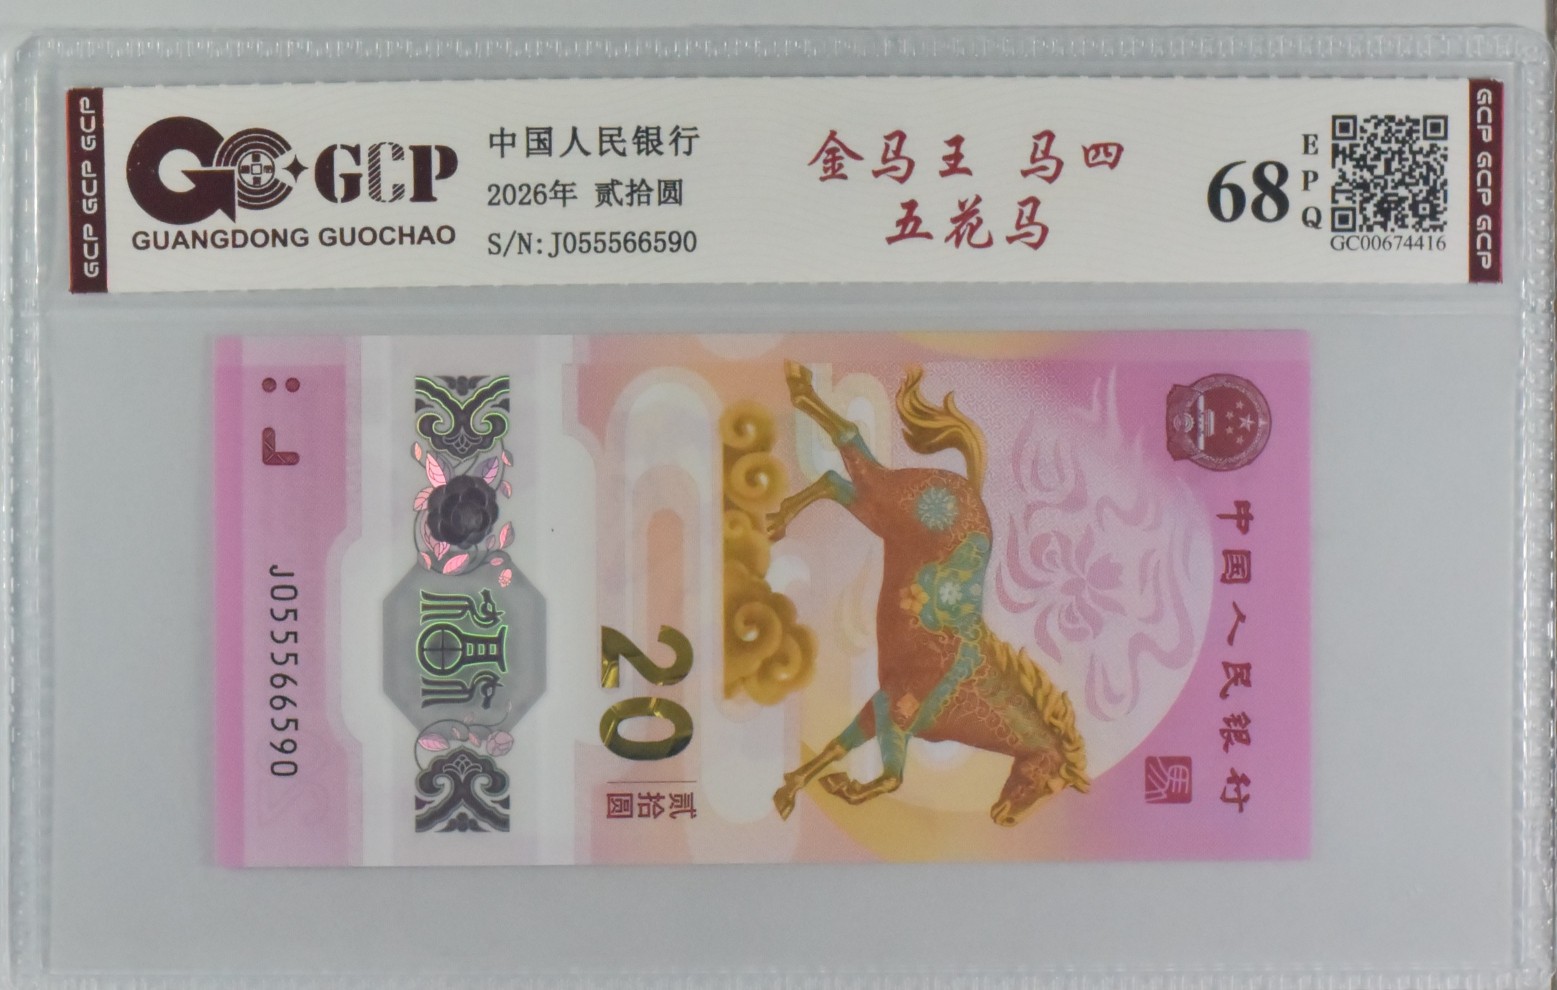 GCP GCP GCP
GCP
GUANGDONG GUOCHAO
中国人民银行
2026年 贰拾圆
S/N:J055566590
金马王 马四
五花马
68
EPQ
GC00674416
GCP GCP GCP
中国人民银行
20
贰拾圆
J055566590